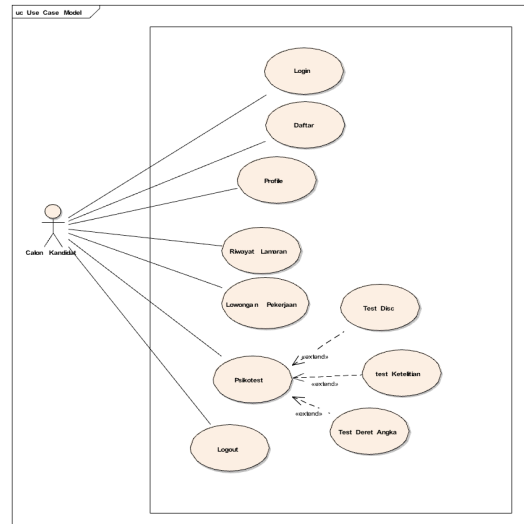 uc Use Case Model
Login
Daftar
Profile
Calon Kandidat
Riwayat Lamaran
Lowongan Pekerjaan
Test Disc
«extend»
Psikotest
test Ketelitian
«extend»
«extend»
Test Deret Angka
Logout